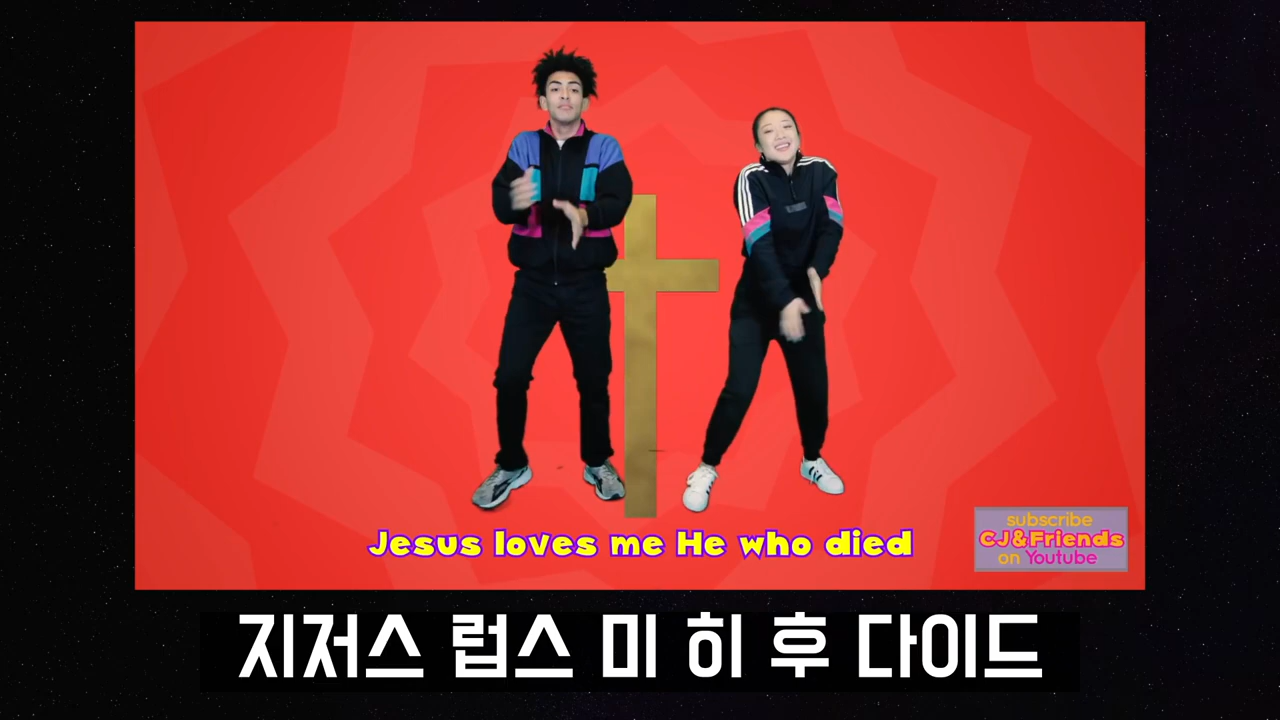 Jesus loves me He who died
subscribe
CJ&Friends
on Youtube
지저스 럽스 미 히 후 다이드